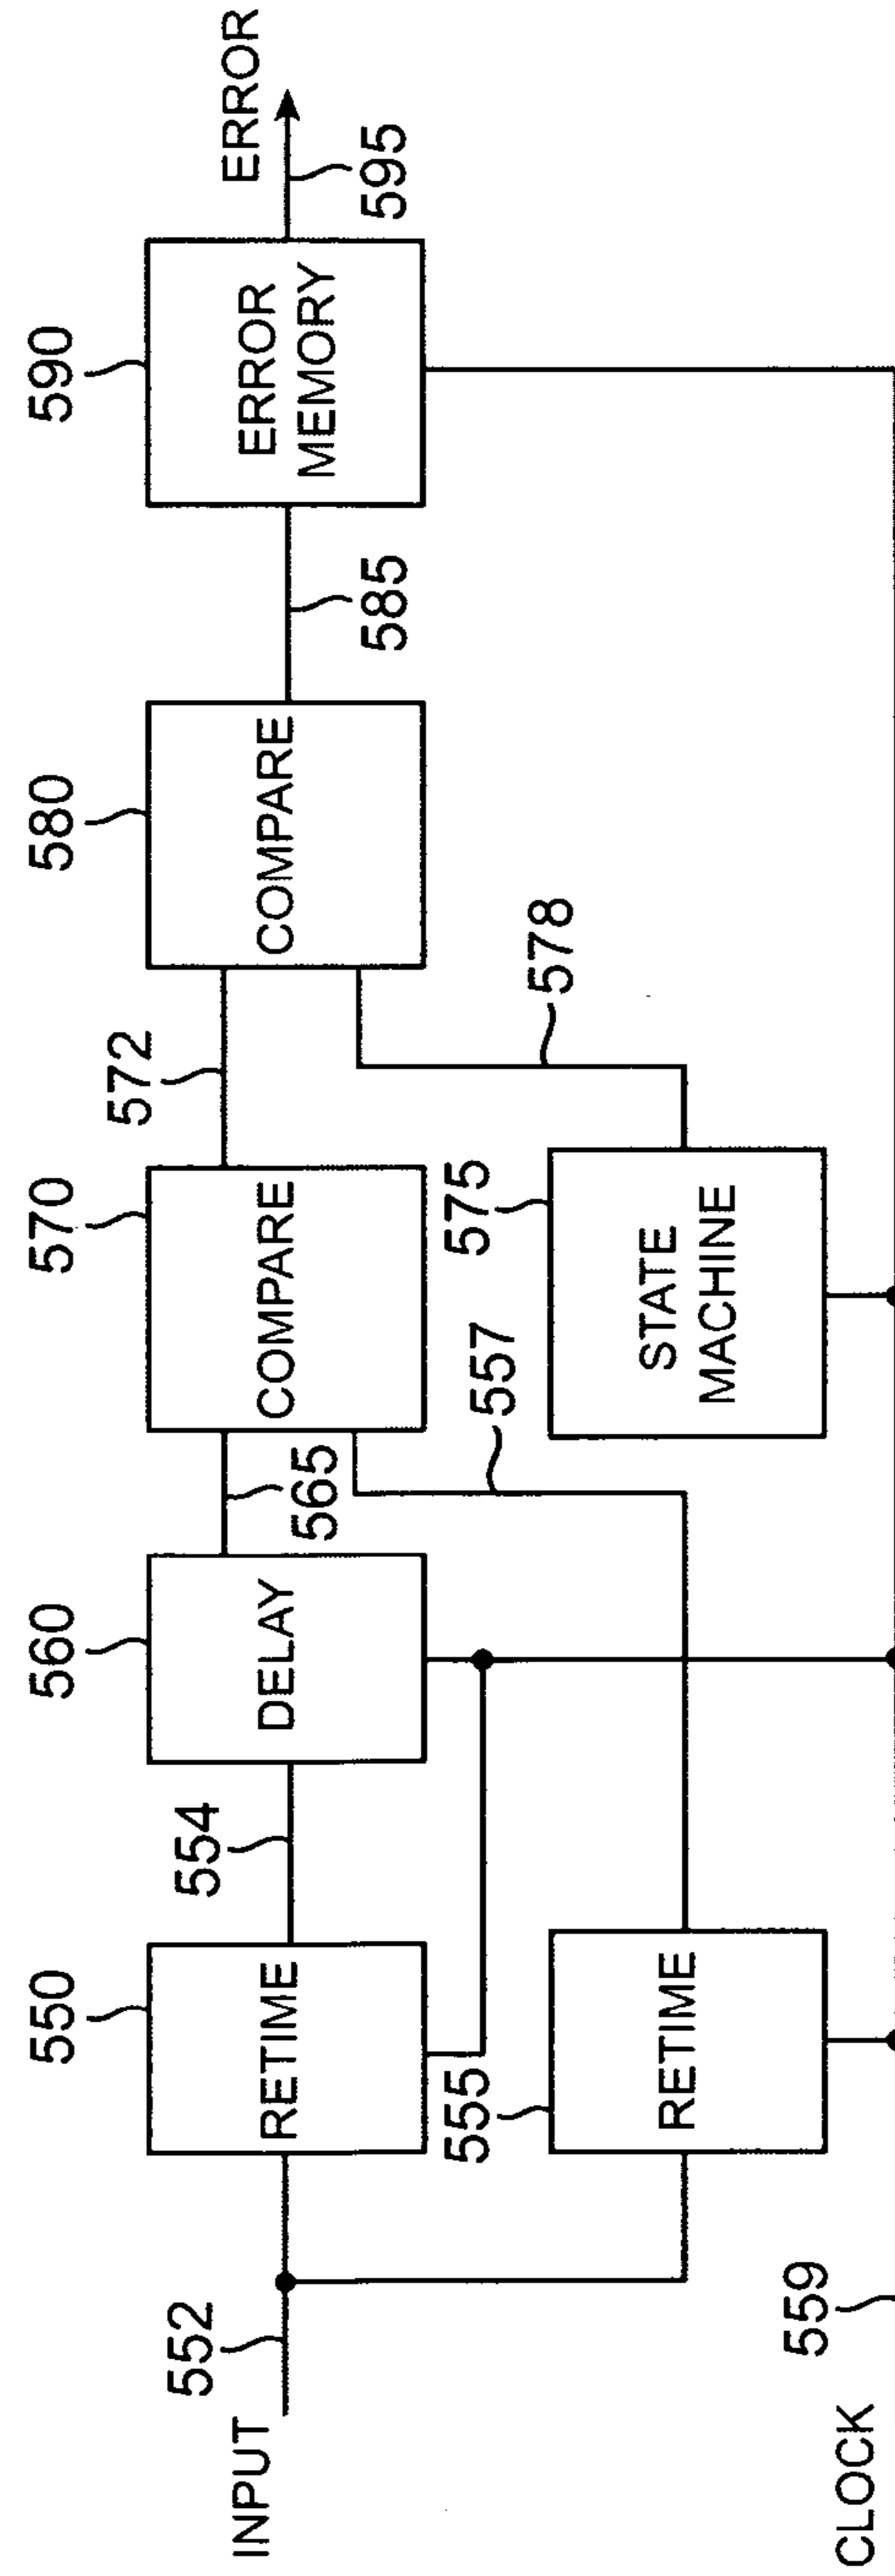 550
560
570
580
590
INPUT
552
RETIME
554
DELAY
565
COMPARE
572
COMPARE
585
ERROR
MEMORY
ERROR
595
555
RETIME
557
575
STATE
MACHINE
578
CLOCK
559